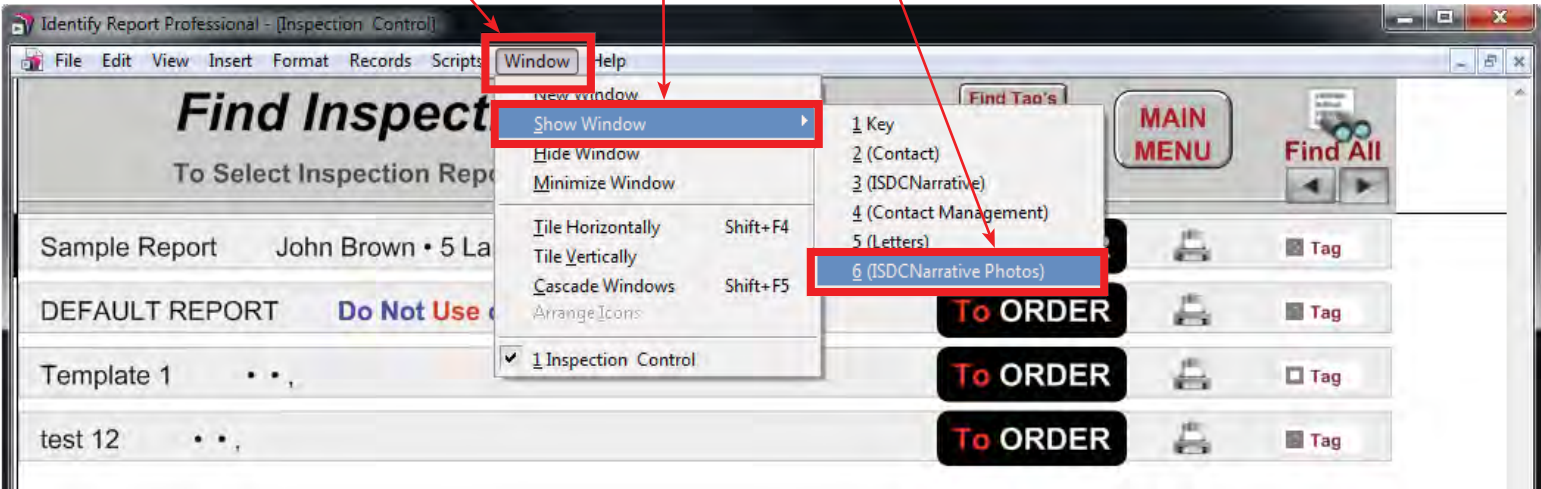 Identify Report Professional - [Inspection Control]
File Edit View Insert Format Records Scripts Window Help
Find Inspect
To Select Inspection Repo
Find Tag's
MAIN
MENU
Find All
New Window
Show Window
Hide Window
Minimize Window
Tile Horizontally Shift+F4
Tile Vertically
Cascade Windows Shift+F5
Arrange Icons
✓ 1 Inspection Control
1 Key
2 (Contact)
3 (ISDCNarrative)
4 (Contact Management)
5 (Letters)
6 (ISDCNarrative Photos)
Sample Report John Brown • 5 La R Tag
DEFAULT REPORT Do Not Use To ORDER Tag
Template 1 • • , To ORDER Tag
test 12 • • , To ORDER Tag